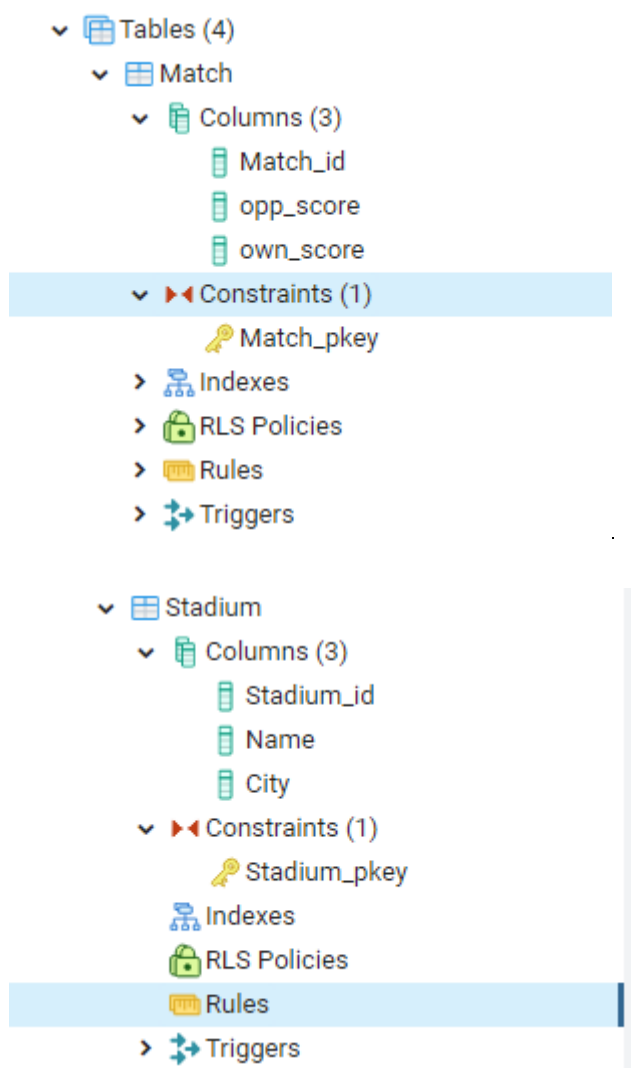 Tables (4)
Match
Columns (3)
Match_id
opp_score
own_score
Constraints (1)
Match_pkey
Indexes
RLS Policies
Rules
Triggers
Stadium
Columns (3)
Stadium_id
Name
City
Constraints (1)
Stadium_pkey
Indexes
RLS Policies
Rules
Triggers